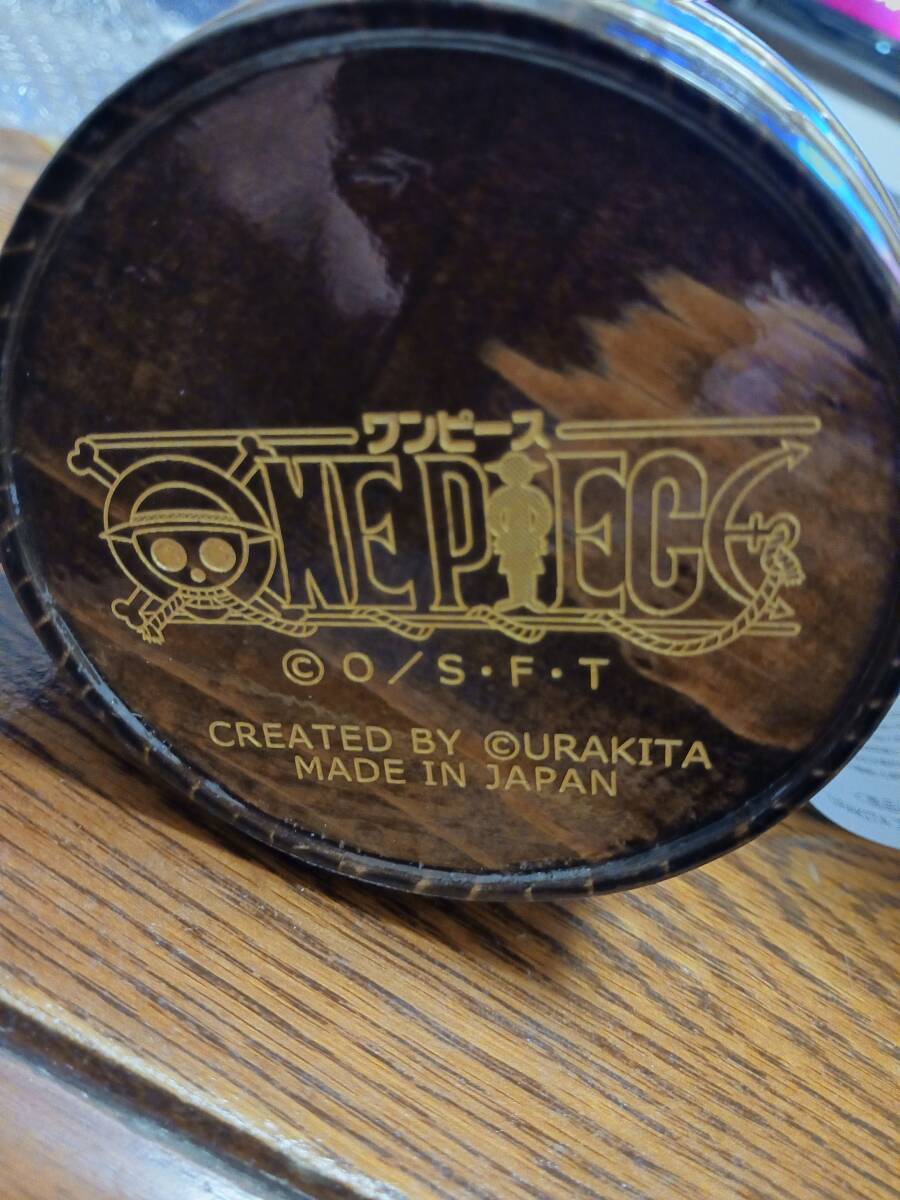 ワンピース
ONE PIECE
© O／S・F・T
CREATED BY ©URAKITA
MADE IN JAPAN